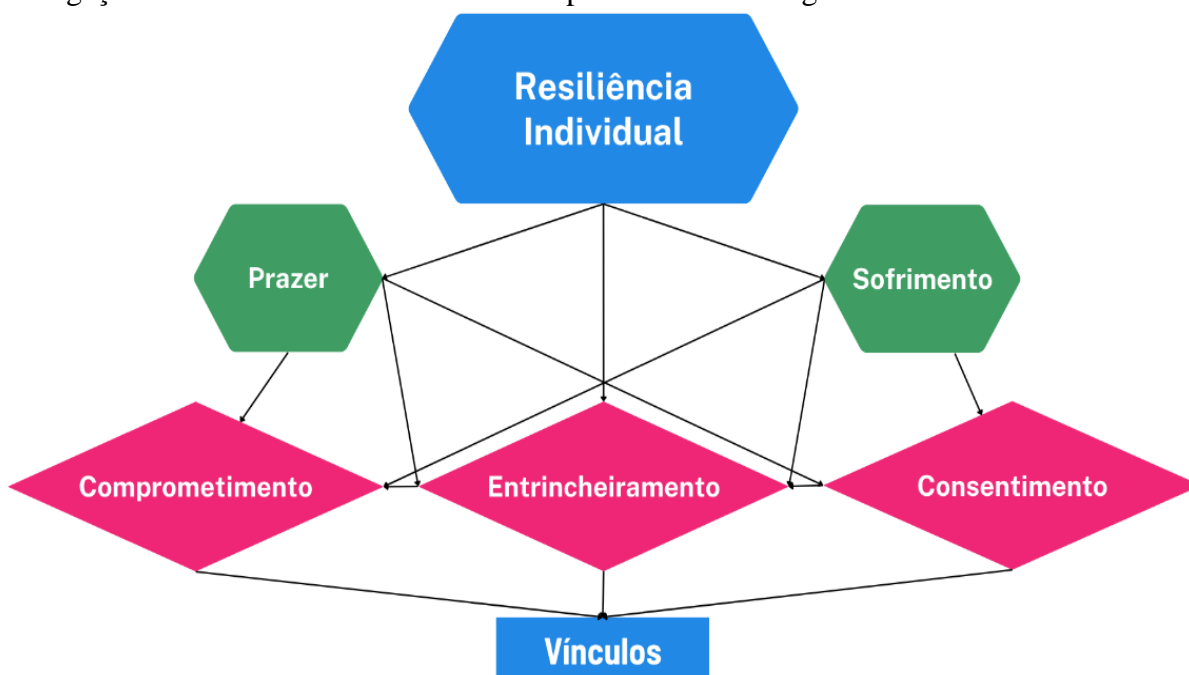 Resiliência
Individual
Prazer
Sofrimento
Comprometimento
Entrincheiramento
Consentimento
Vínculos